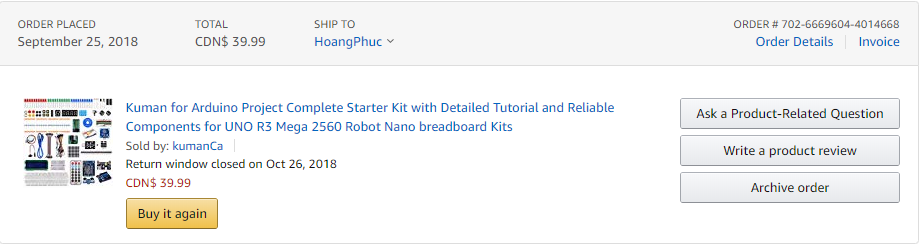 ORDER PLACED
TOTAL
SHIP TO
ORDER # 702-6669604-4014668
September 25, 2018
CDN$ 39.99
HoangPhuc
Order Details
Invoice
Kuman for Arduino Project Complete Starter Kit with Detailed Tutorial and Reliable
Components for UNO R3 Mega 2560 Robot Nano breadboard Kits
Sold by: kumanCa
Return window closed on Oct 26, 2018
CDN$ 39.99
Buy it again
Ask a Product-Related Question
Write a product review
Archive order